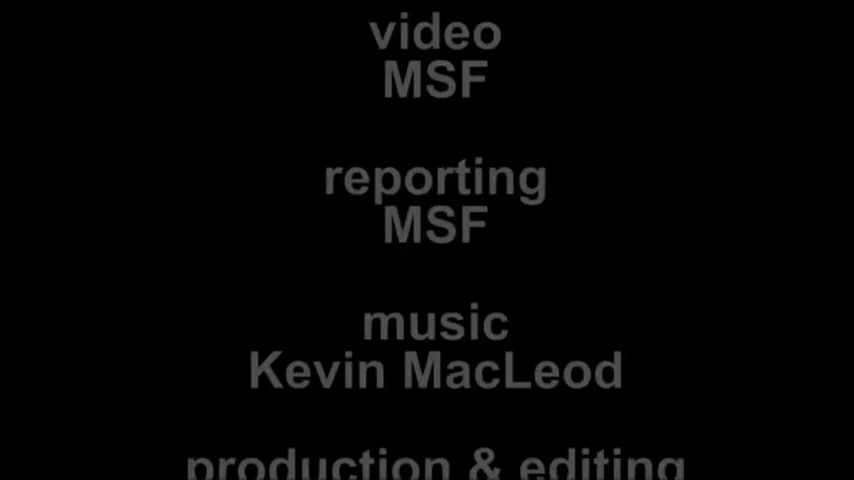 video
MSF
reporting
MSF
music
Kevin MacLeod
production & editing